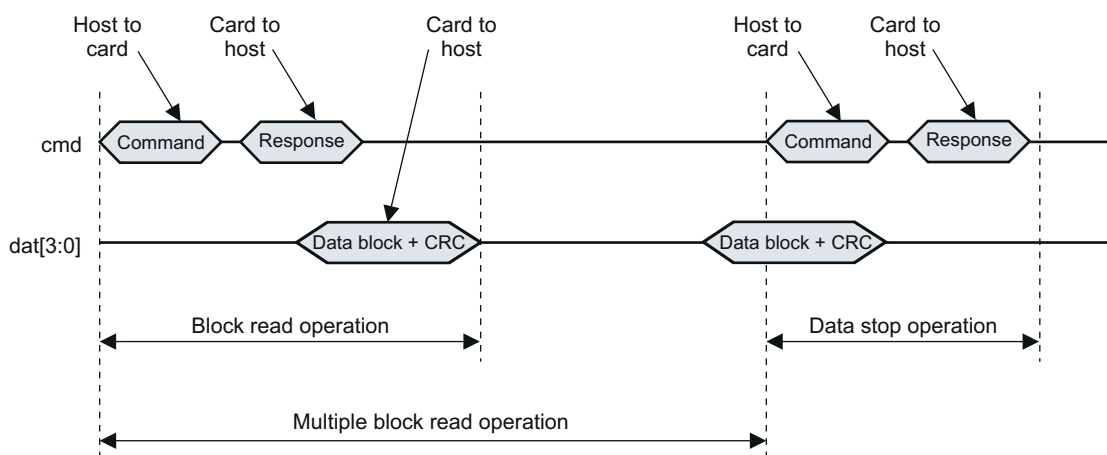 Host to
card
Card to
host
Card to
host
Host to
card
Card to
host
cmd
Command
Response
Command
Response
dat[3:0]
Data block + CRC
Data block + CRC
Block read operation
Data stop operation
Multiple block read operation